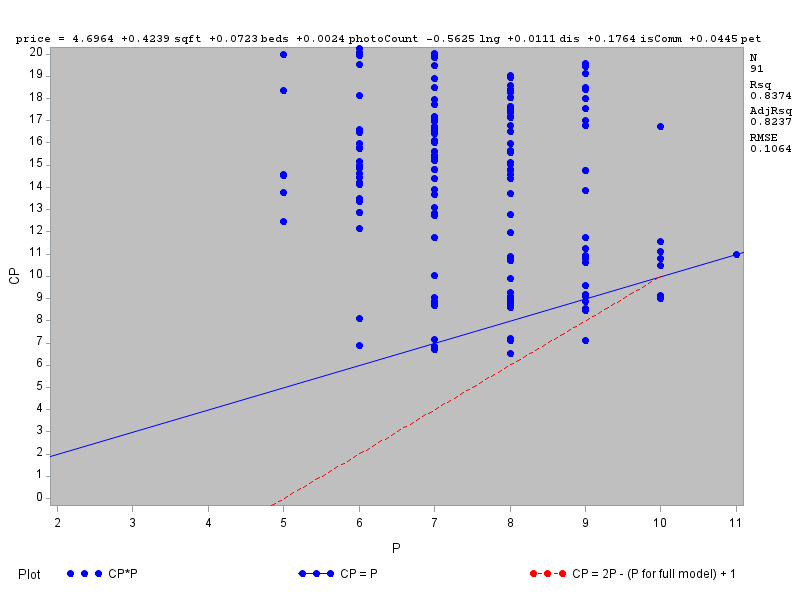 price = 4.6964 +0.4239 sqft +0.0723 beds +0.0024 photoCount -0.5625 lng +0.0111 dis +0.1764 isComm +0.0445 pet
N
91
Rsq
0.8374
AdjRsq
0.8237
RMSE
0.1064
20
19
18
17
16
15
14
13
12
11
10
9
8
7
6
5
4
3
2
1
0
CP
2 3 4 5 6 7 8 9 10 11
P
Plot CP*P CP = P CP = 2P - (P for full model) + 1